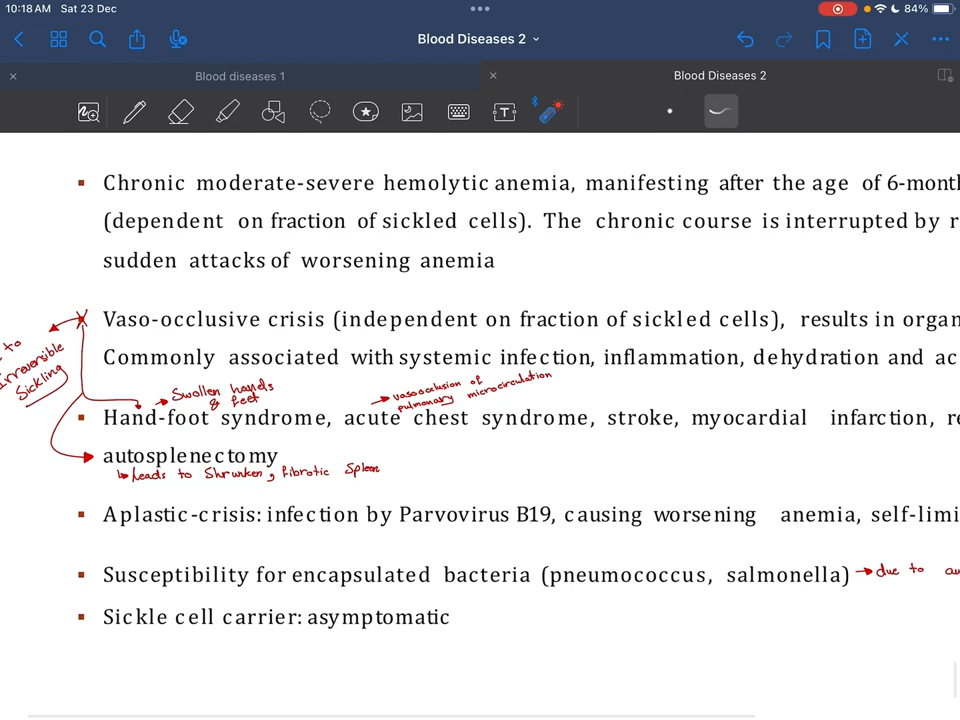 10:18 AM Sat 23 Dec
84%
Blood Diseases 2
Blood diseases 1
Blood Diseases 2
Chronic moderate-severe hemolytic anemia, manifesting after the age of 6-month
(dependent on fraction of sickled cells). The chronic course is interrupted by r
sudden attacks of worsening anemia
Vaso-occlusive crisis (independent on fraction of sickled cells), results in organ
to
irreversible
Sickling
Commonly associated with systemic infection, inflammation, dehydration and ac
Swollen hands
& feet
vasoocclusion of
pulmonary microcirculation
Hand-foot syndrome, acute chest syndrome, stroke, myocardial infarction, re
autosplenectomy
Leads to Shrunken, fibrotic Spleen
Aplastic-crisis: infection by Parvovirus B19, causing worsening anemia, self-limi
Susceptibility for encapsulated bacteria (pneumococcus, salmonella) due to au
Sickle cell carrier: asymptomatic